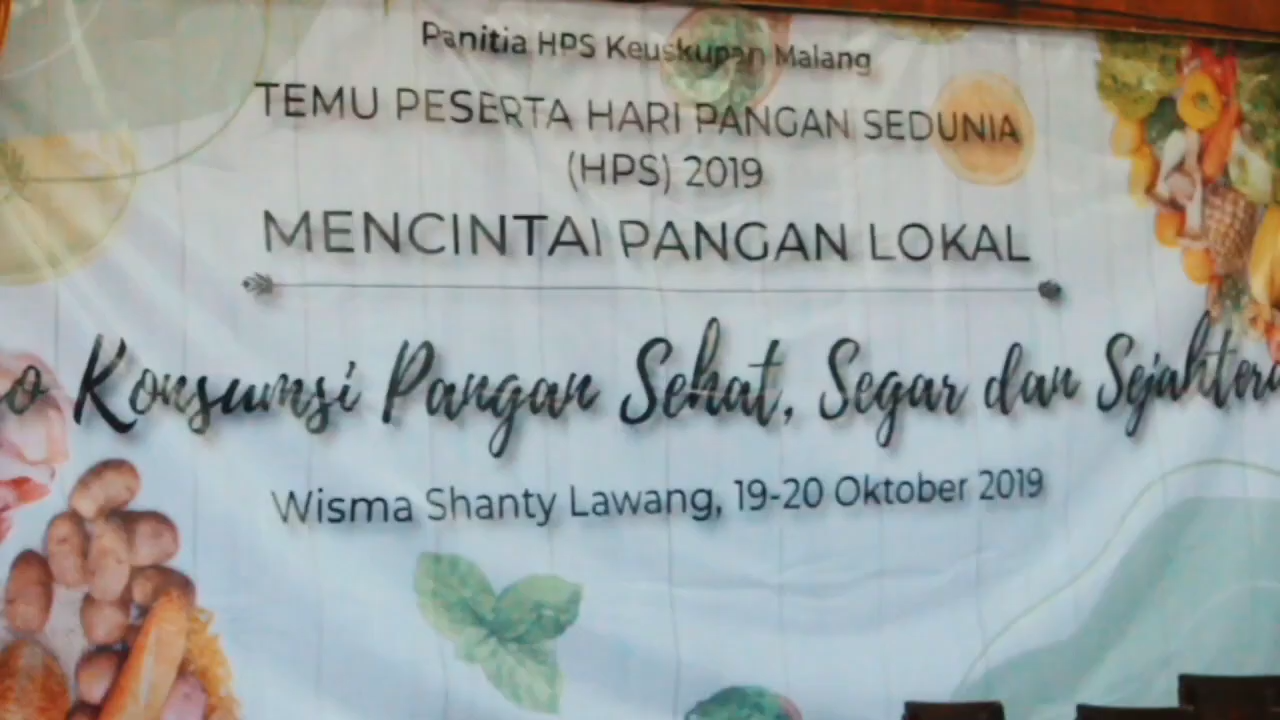 Panitia HPS Keuskupan Malang
TEMU PESERTA HARI PANGAN SEDUNIA
(HPS) 2019
MENCINTAI PANGAN LOKAL
Konsumsi Pangan Sehat, Segar dan Sejahtera
Wisma Shanty Lawang, 19-20 Oktober 2019